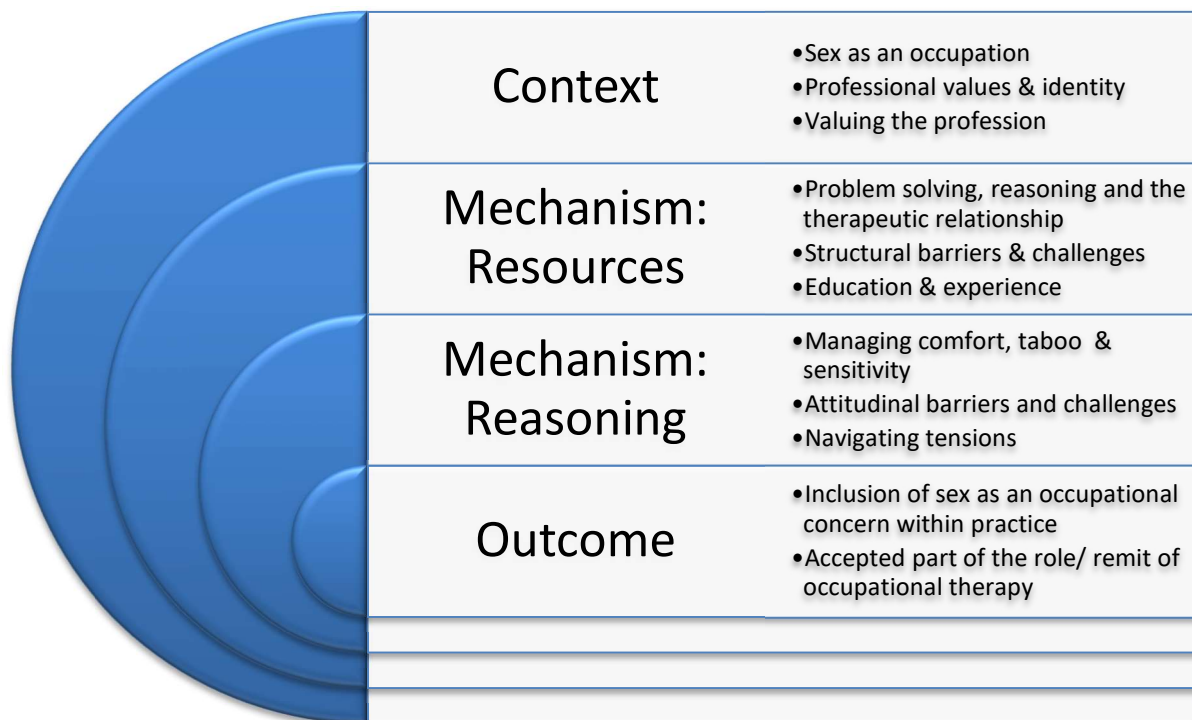 Context
•Sex as an occupation
•Professional values & identity
•Valuing the profession
Mechanism:
Resources
•Problem solving, reasoning and the
therapeutic relationship
•Structural barriers & challenges
•Education & experience
Mechanism:
Reasoning
•Managing comfort, taboo &
sensitivity
•Attitudinal barriers and challenges
•Navigating tensions
Outcome
•Inclusion of sex as an occupational
concern within practice
•Accepted part of the role/ remit of
occupational therapy